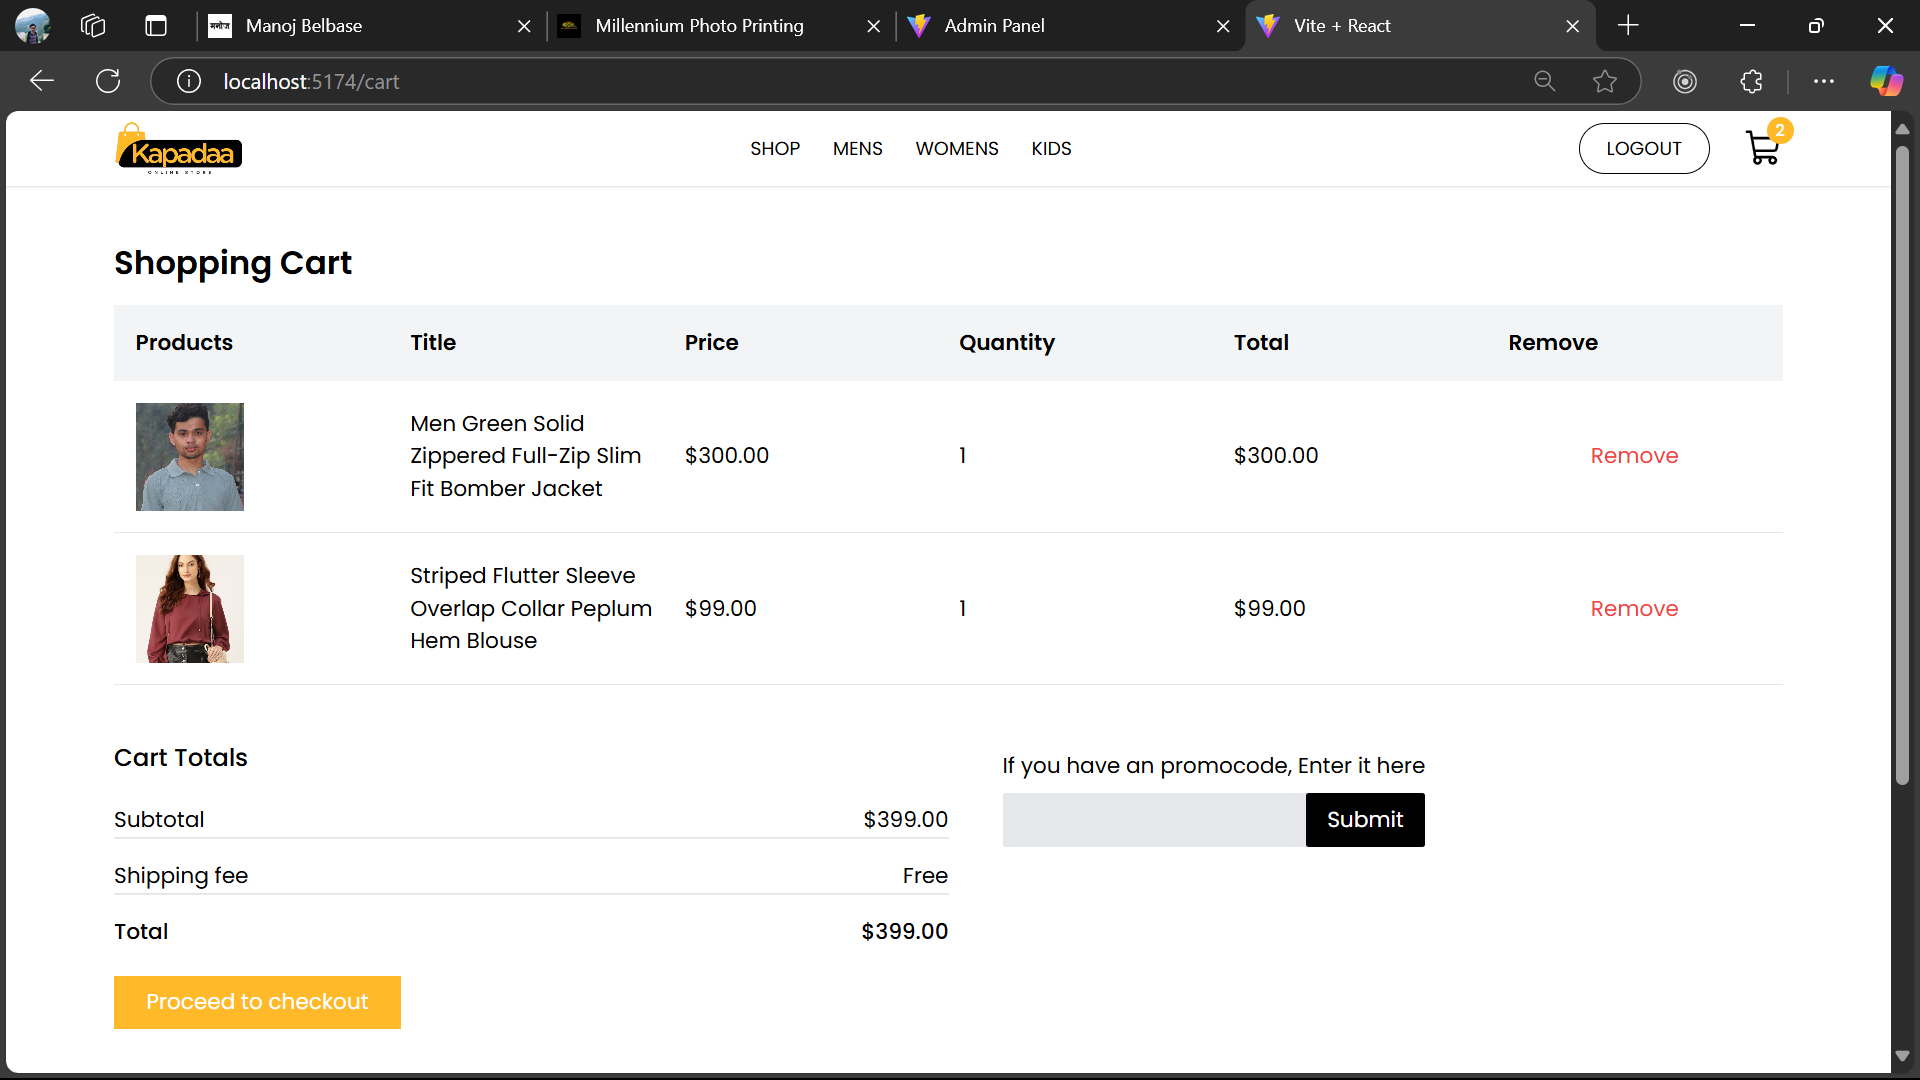 मनोज
Manoj Belbase
Millennium Photo Printing
Admin Panel
Vite + React
localhost:5174/cart
Kapadaa
ONLINE STORE
SHOP
MENS
WOMENS
KIDS
LOGOUT
2
Shopping Cart
Products Title Price Quantity Total Remove
Men Green Solid
Zippered Full-Zip Slim
Fit Bomber Jacket
$300.00
1
$300.00
Remove
Striped Flutter Sleeve
Overlap Collar Peplum
Hem Blouse
$99.00
1
$99.00
Remove
Cart Totals
Subtotal $399.00
Shipping fee Free
Total $399.00
Proceed to checkout
If you have an promocode, Enter it here
Submit